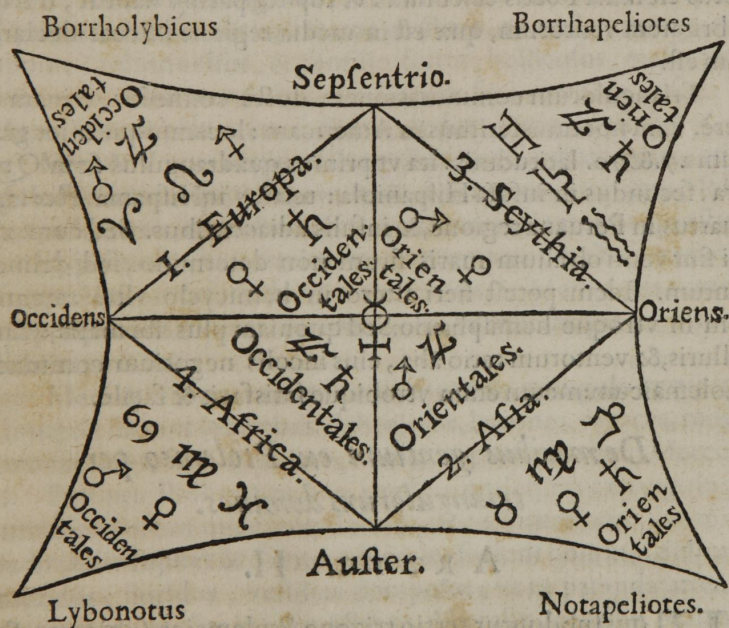 Borrholybicus
Borrhapeliotes
Septentrio.
Occiden
tales
♂ ♃
♈ ♌ ♐
1 Europa.
♀ ♄
Occiden
tales.
♊ ♎ ♒
3. Scythia.
♃ ♄
Orien
tales
♂ ♀
Orien
tales.
Occidens
Oriens.
♃ ♄
Occidentales.
4. Africa.
♋ ♍ ♓
♂ ♀
Occiden
tales
♂ ♃
Orientales.
2. Asia.
♉ ♍ ♑
♀ ♄
Orien
tales
Auſter.
Lybonotus
Notapeliotes.